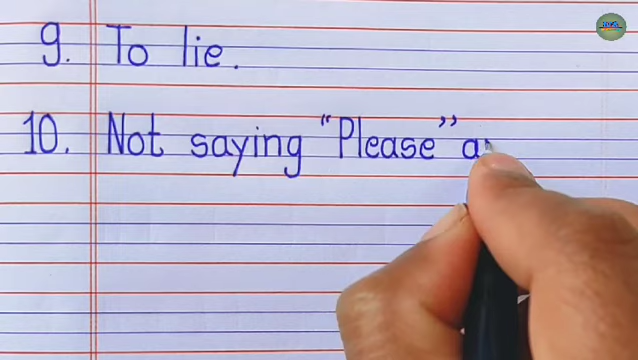 9. To lie.
10. Not saying "Please" a